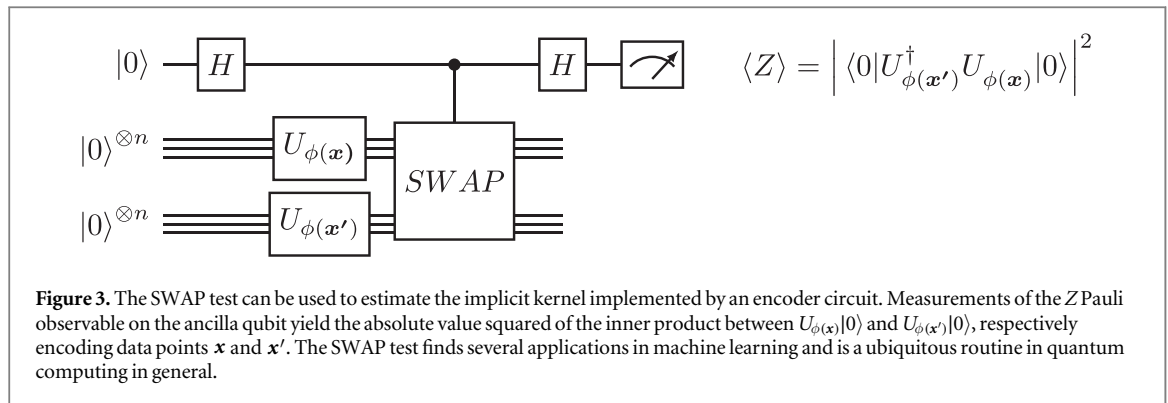 |0⟩ H H ⟨Z⟩ = |⟨0|U†ϕ(x′)Uϕ(x)|0⟩|²
|0⟩⊗n Uϕ(x)
SWAP
|0⟩⊗n Uϕ(x′)
Figure 3. The SWAP test can be used to estimate the implicit kernel implemented by an encoder circuit. Measurements of the Z Pauli
observable on the ancilla qubit yield the absolute value squared of the inner product between Uϕ(x)|0⟩ and Uϕ(x′)|0⟩, respectively
encoding data points x and x′. The SWAP test finds several applications in machine learning and is a ubiquitous routine in quantum
computing in general.